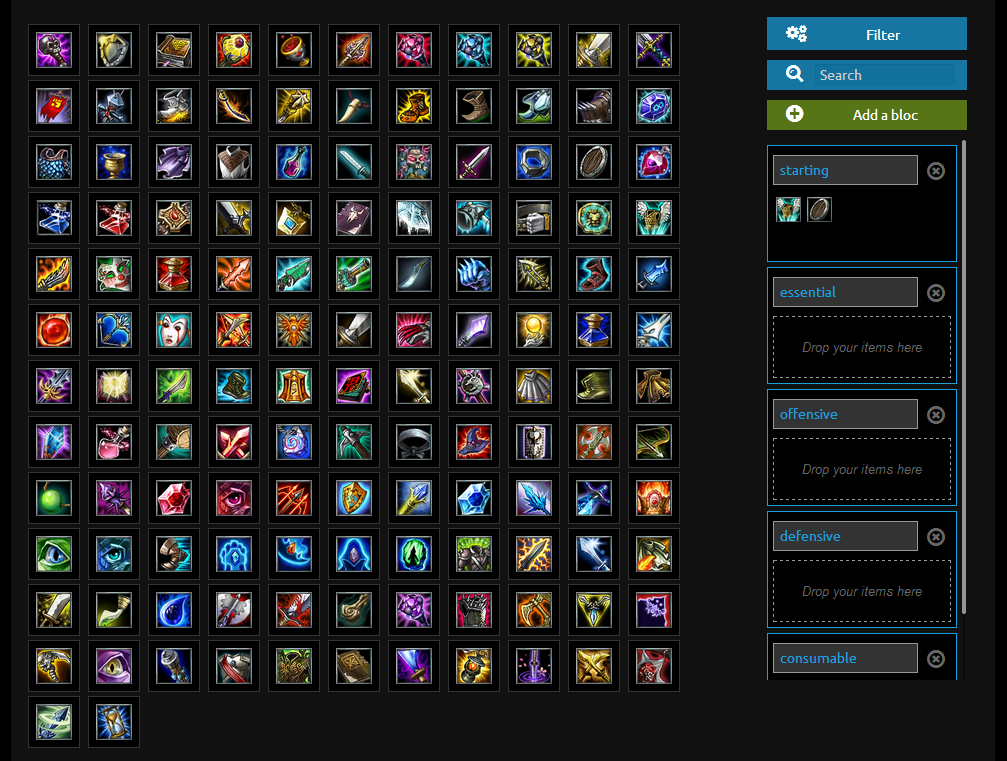 Filter
Search
Add a bloc
starting
essential
Drop your items here
offensive
Drop your items here
defensive
Drop your items here
consumable